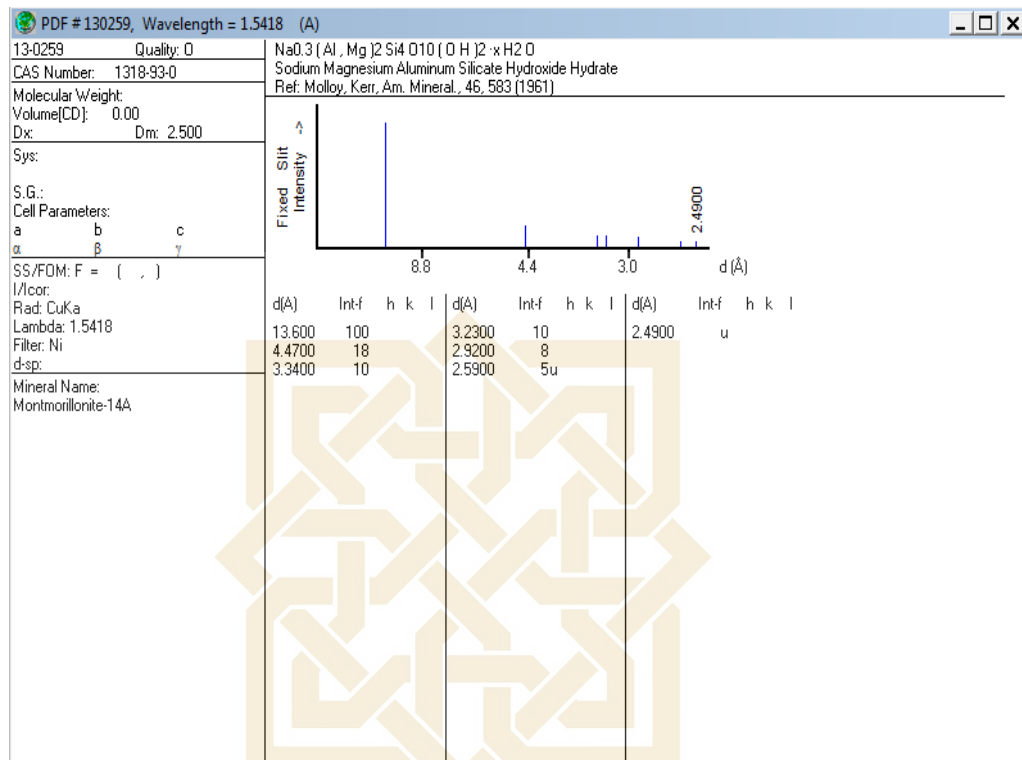 PDF # 130259, Wavelength = 1.5418 (A)
13-0259 Quality: O
CAS Number: 1318-93-0
Molecular Weight:
Volume[CD]: 0.00
Dx: Dm: 2.500
Sys:
S.G.:
Cell Parameters:
a b c
α β γ
SS/FOM: F = ( , )
I/Icor:
Rad: CuKa
Lambda: 1.5418
Filter: Ni
d-sp:
Mineral Name:
Montmorillonite-14A
Na0.3 ( Al , Mg )2 Si4 O10 ( O H )2 ·x H2 O
Sodium Magnesium Aluminum Silicate Hydroxide Hydrate
Ref: Molloy, Kerr, Am. Mineral., 46, 583 (1961)
Fixed Slit
Intensity ->
2.4900
8.8 4.4 3.0 d (Å)
d(A) Int-f h k l d(A) Int-f h k l d(A) Int-f h k l
13.600 100 3.2300 10 2.4900 u
4.4700 18 2.9200 8
3.3400 10 2.5900 5u